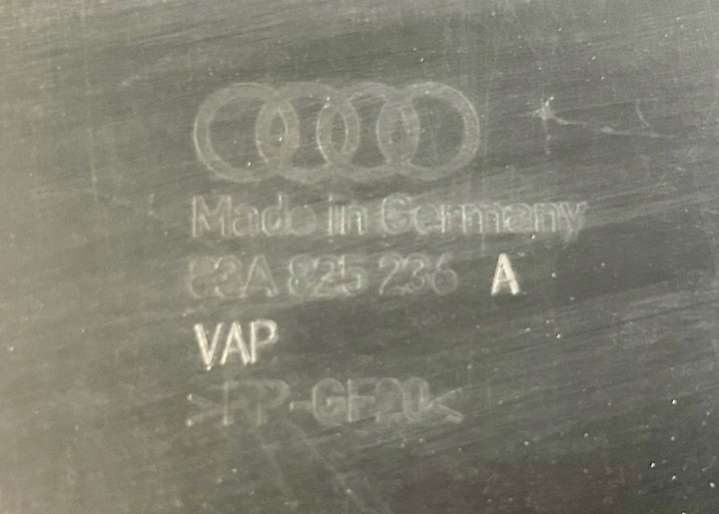 Made in Germany
83A 825 236 A
VAP
>PP-GF20<